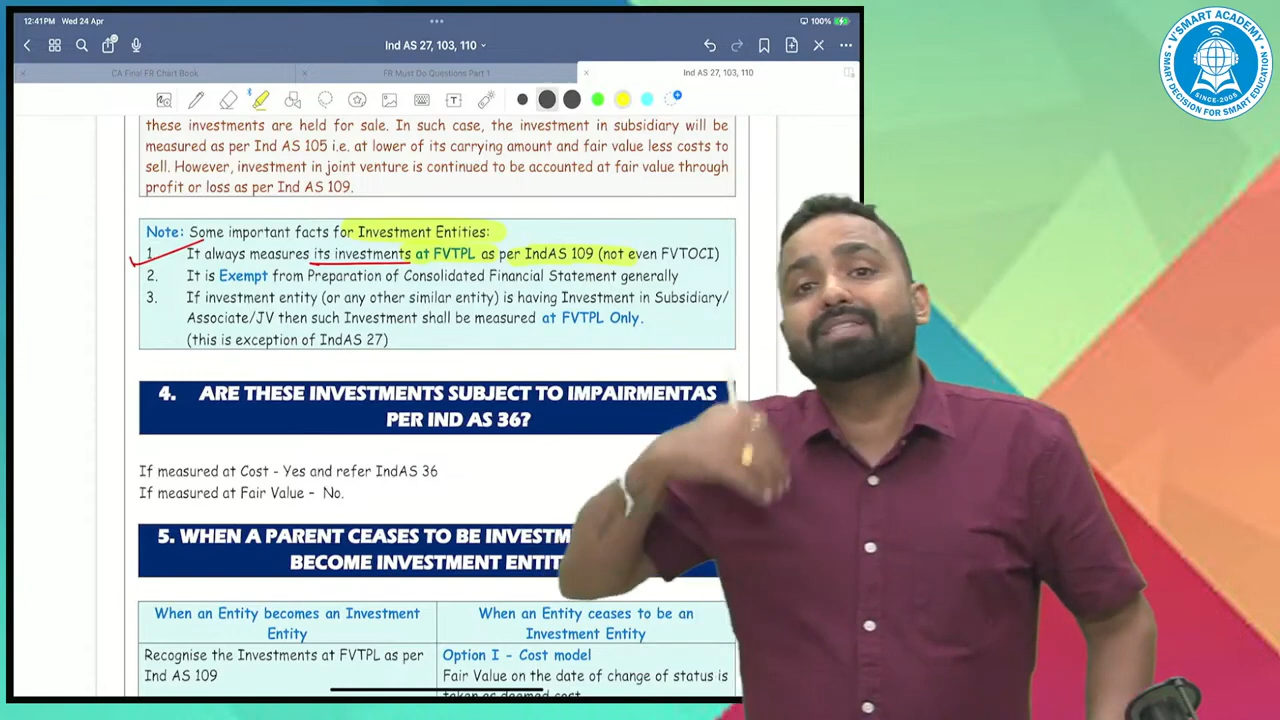 12:41PM Wed 24 Apr
100%
Ind AS 27, 103, 110
CA Final FR Chart Book
FR Must Do Questions Part 1
Ind AS 27, 103, 110
these investments are held for sale. In such case, the investment in subsidiary will be
measured as per Ind AS 105 i.e. at lower of its carrying amount and fair value less costs to
sell. However, investment in joint venture is continued to be accounted at fair value through
profit or loss as per Ind AS 109.
Note: Some important facts for Investment Entities:
1. It always measures its investments at FVTPL as per IndAS 109 (not even FVTOCI)
2. It is Exempt from Preparation of Consolidated Financial Statement generally
3. If investment entity (or any other similar entity) is having Investment in Subsidiary/
Associate/JV then such Investment shall be measured at FVTPL Only.
(this is exception of IndAS 27)
4. ARE THESE INVESTMENTS SUBJECT TO IMPAIRMENTAS
PER IND AS 36?
If measured at Cost - Yes and refer IndAS 36
If measured at Fair Value - No.
5. WHEN A PARENT CEASES TO BE
BECOME INVESTMENT
When an Entity becomes an Investment
Entity
When an Entity ceases to be an
Investment Entity
Recognise the Investments at FVTPL as per
IndAS 109
Option I - Cost model
Fair Value on the date of change of status is
taken as deemed cost
V'SMART ACADEMY
SMART DECISION FOR SMART EDUCATION
SINCE-2005